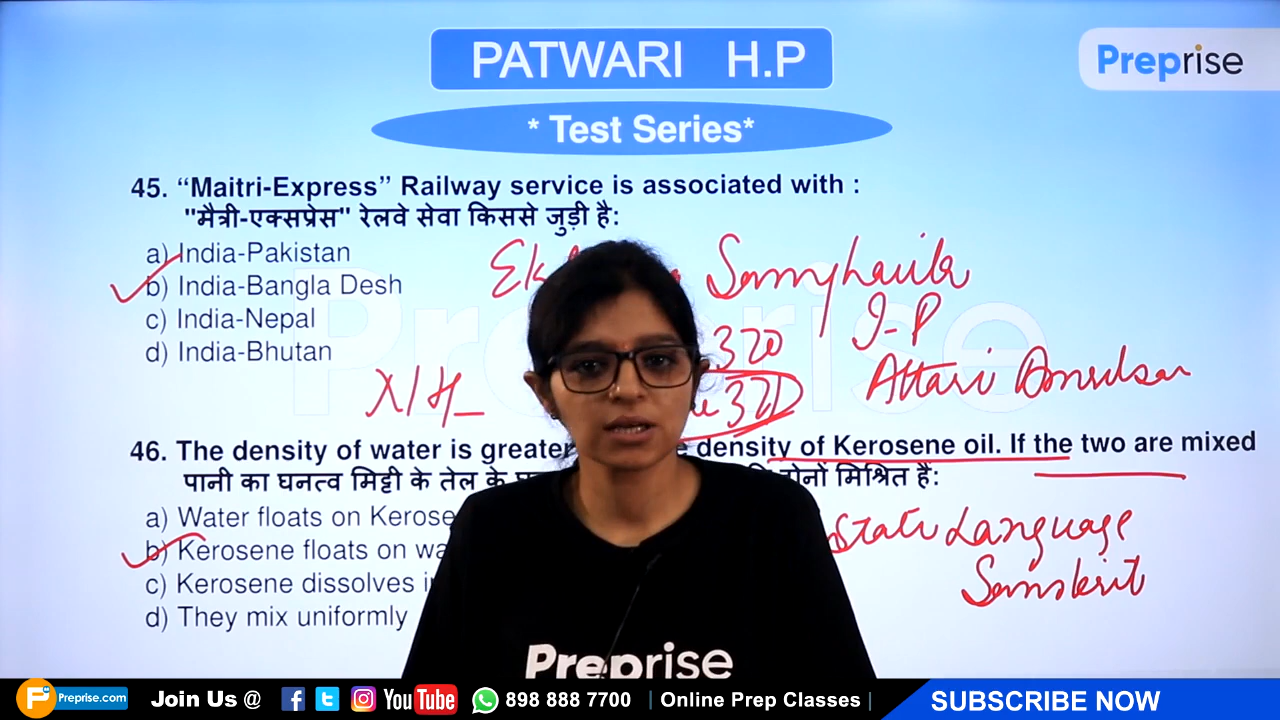 PATWARI H.P
Preprise
* Test Series*
45. “Maitri-Express” Railway service is associated with :
"मैत्री-एक्सप्रेस" रेलवे सेवा किससे जुड़ी है:
a) India-Pakistan
b) India-Bangla Desh
c) India-Nepal
d) India-Bhutan
I-P
320
Attari Amritsar
X/H
371D
46. The density of water is greater density of Kerosene oil. If the two are mixed
पानी का घनत्व मिट्टी के तेल के दोनों मिश्रित हैं:
a) Water floats on
b) Kerosene floats on
c) Kerosene dissolves
d) They mix uniformly
State Language
Sanskrit
Preprise
Preprise.com Join Us @ YouTube 898 888 7700 | Online Prep Classes | SUBSCRIBE NOW